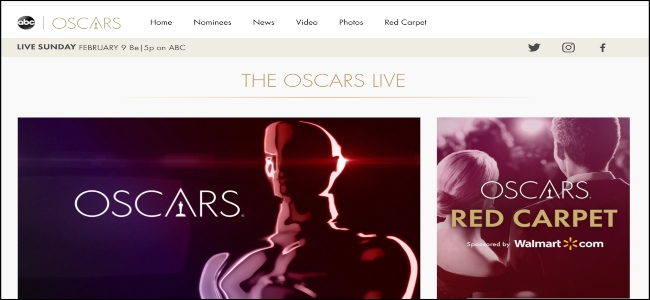 abc | OSCARS Home Nominees News Video Photos Red Carpet
LIVE SUNDAY FEBRUARY 9 8e|5p on ABC
THE OSCARS LIVE
OSCARS.
OSCARS.
RED CARPET
Sponsored by Walmart.com